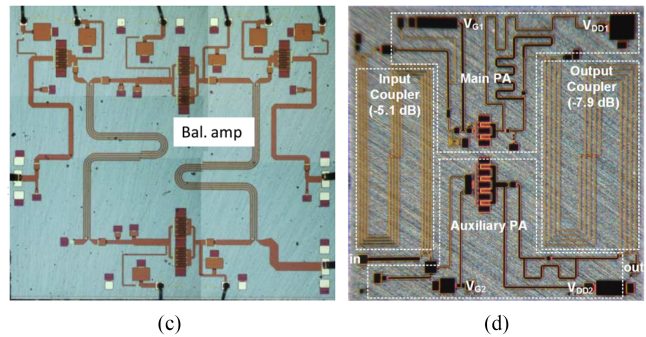 Bal. amp
VG1
VDD1
Input
Coupler
(-5.1 dB)
Main PA
Output
Coupler
(-7.9 dB)
Auxiliary PA
in
out
VG2
VDD2
(c)
(d)